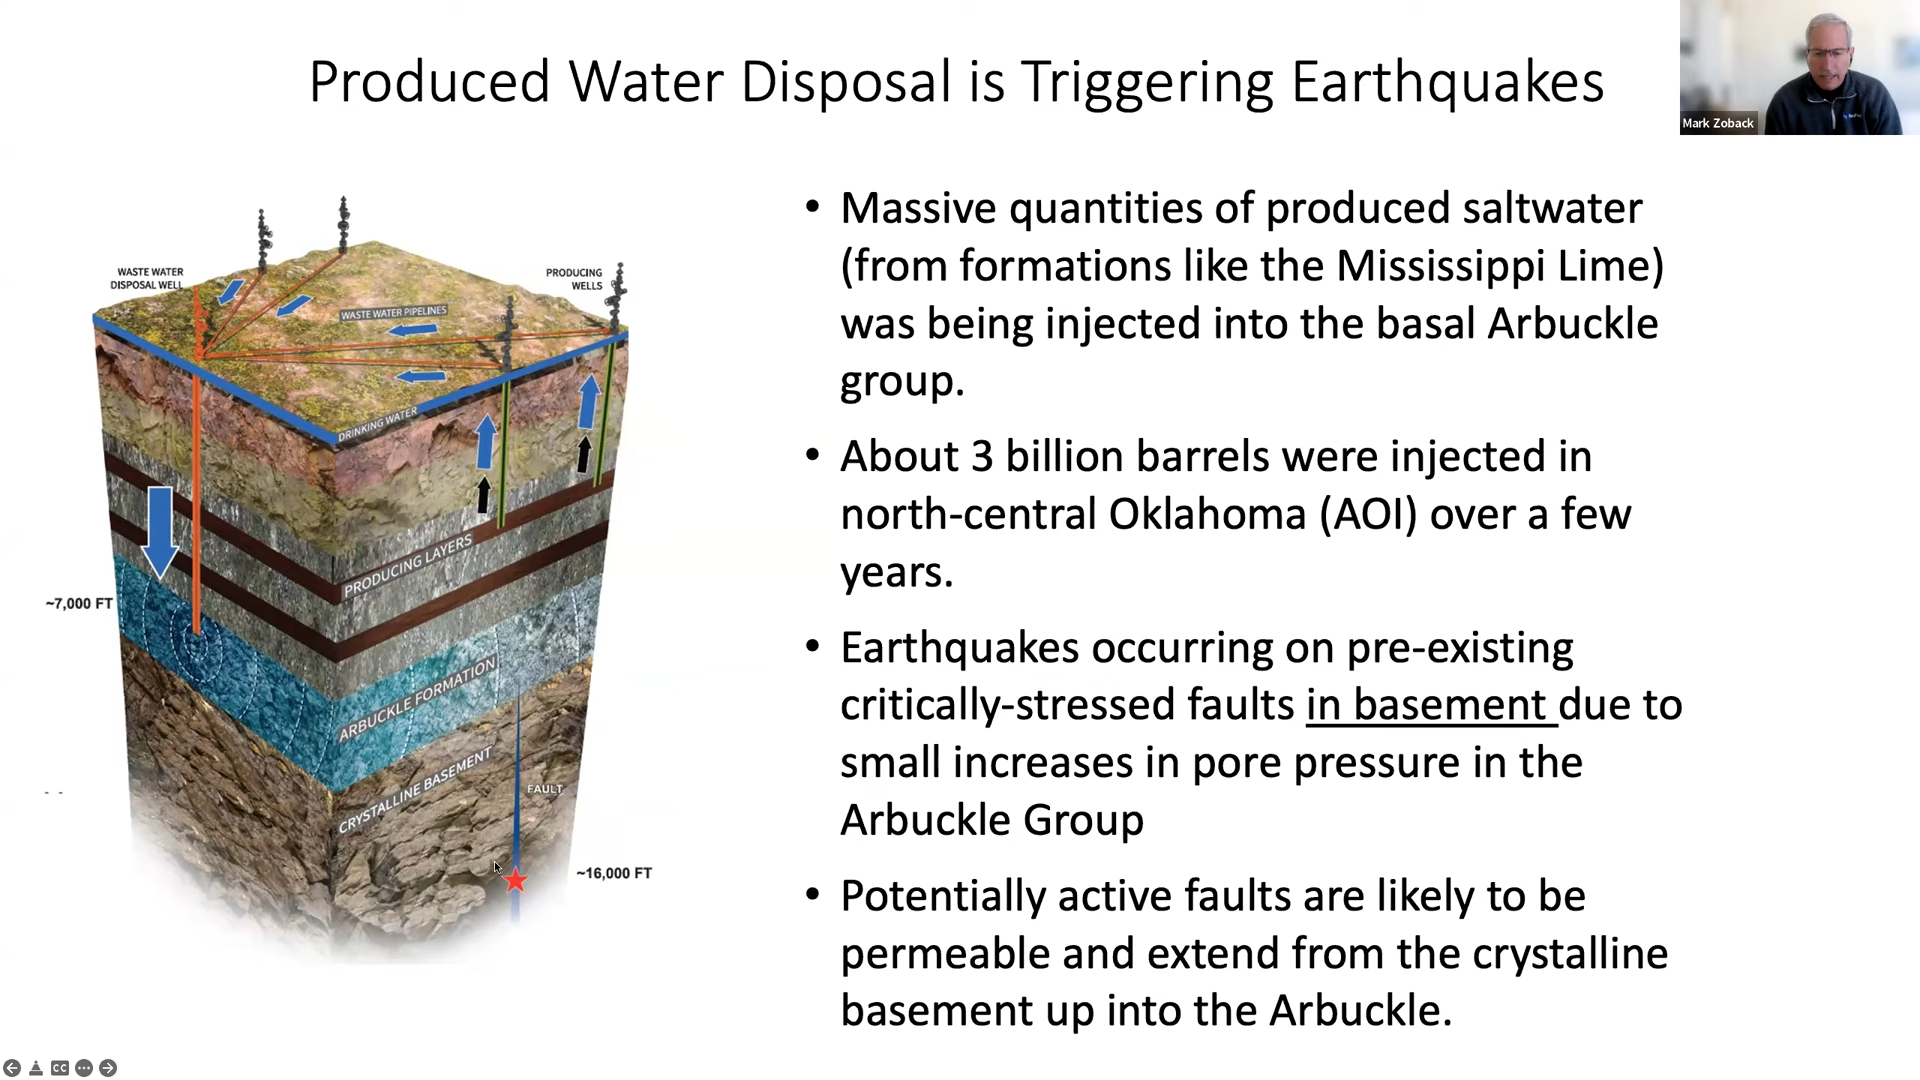 Produced Water Disposal is Triggering Earthquakes
Mark Zoback
• Massive quantities of produced saltwater
(from formations like the Mississippi Lime)
was being injected into the basal Arbuckle
group.
• About 3 billion barrels were injected in
north-central Oklahoma (AOI) over a few
years.
• Earthquakes occurring on pre-existing
critically-stressed faults in basement due to
small increases in pore pressure in the
Arbuckle Group
• Potentially active faults are likely to be
permeable and extend from the crystalline
basement up into the Arbuckle.
WASTE WATER
DISPOSAL WELL
PRODUCING
WELLS
WASTE WATER PIPELINES
DRINKING WATER
PRODUCING LAYERS
~7,000 FT
ARBUCKLE FORMATION
CRYSTALLINE BASEMENT
FAULT
~16,000 FT
CC